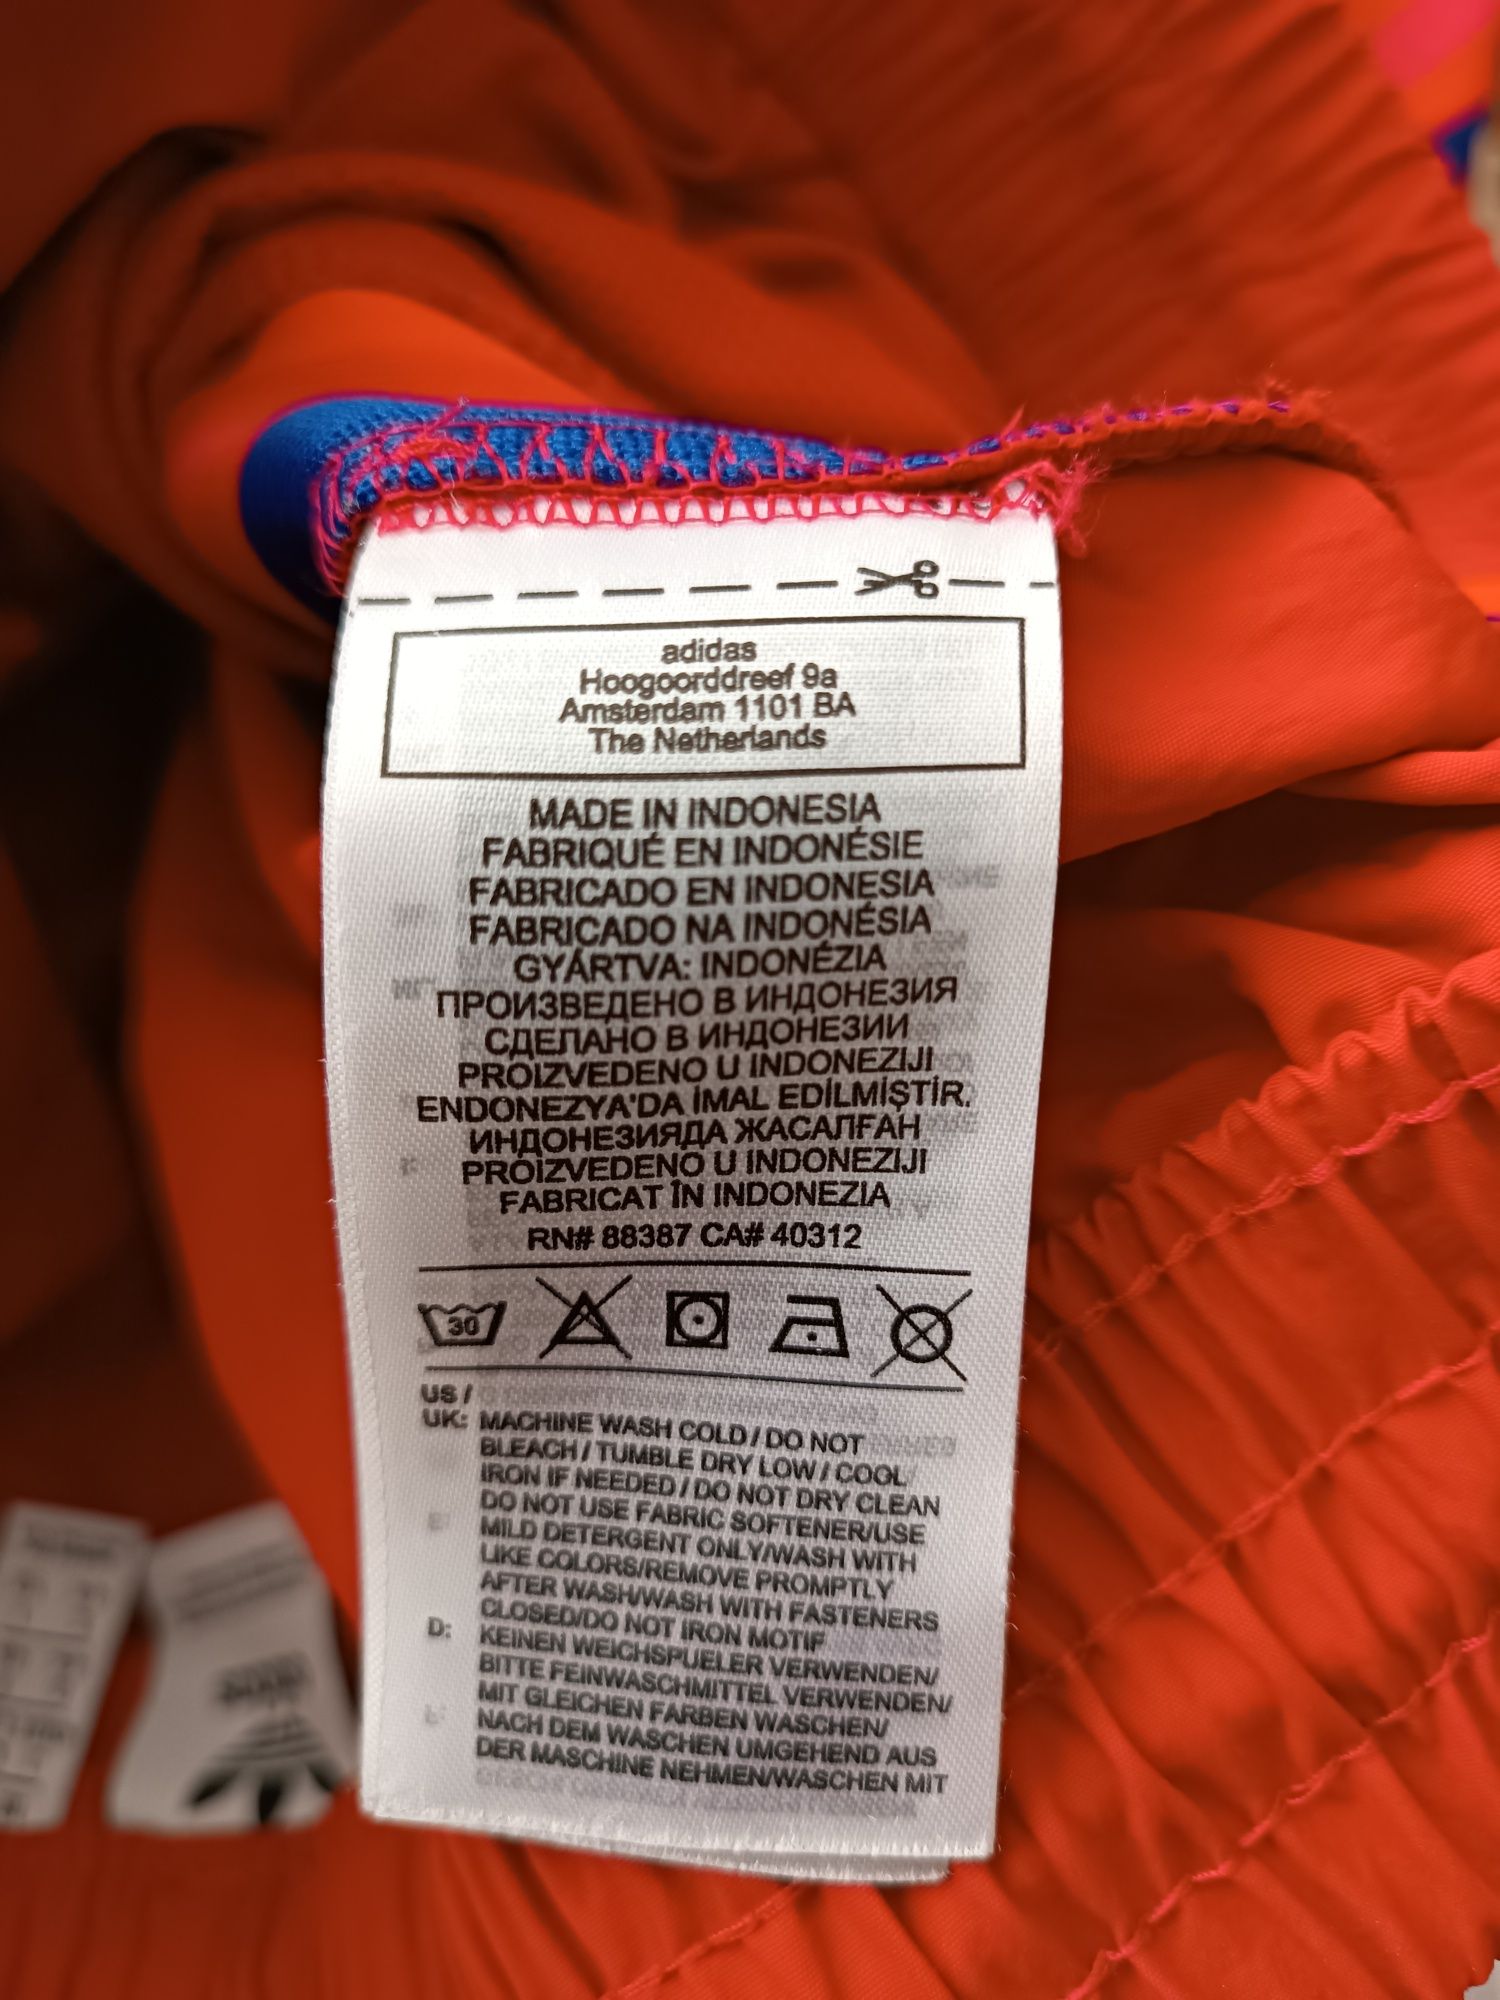 adidas
Hoogoorddreef 9a
Amsterdam 1101 BA
The Netherlands
MADE IN INDONESIA
FABRIQUÉ EN INDONÉSIE
FABRICADO EN INDONESIA
FABRICADO NA INDONÉSIA
GYÁRTVA: INDONÉZIA
ПРОИЗВЕДЕНО В ИНДОНЕЗИЯ
СДЕЛАНО В ИНДОНЕЗИИ
PROIZVEDENO U INDONEZIJI
ENDONEZYA'DA İMAL EDİLMİŞTİR.
ИНДОНЕЗИЯДА ЖАСАЛҒАН
PROIZVEDENO U INDONEZIJI
FABRICAT ÎN INDONEZIA
RN# 88387 CA# 40312
30
US /
UK: MACHINE WASH COLD / DO NOT
BLEACH / TUMBLE DRY LOW / COOL
IRON IF NEEDED / DO NOT DRY CLEAN
DO NOT USE FABRIC SOFTENER/USE
MILD DETERGENT ONLY/WASH WITH
LIKE COLORS/REMOVE PROMPTLY
AFTER WASH/WASH WITH FASTENERS
CLOSED/DO NOT IRON MOTIF
D: KEINEN WEICHSPUELER VERWENDEN/
BITTE FEINWASCHMITTEL VERWENDEN/
MIT GLEICHEN FARBEN WASCHEN/
NACH DEM WASCHEN UMGEHEND AUS
DER MASCHINE NEHMEN/WASCHEN MIT